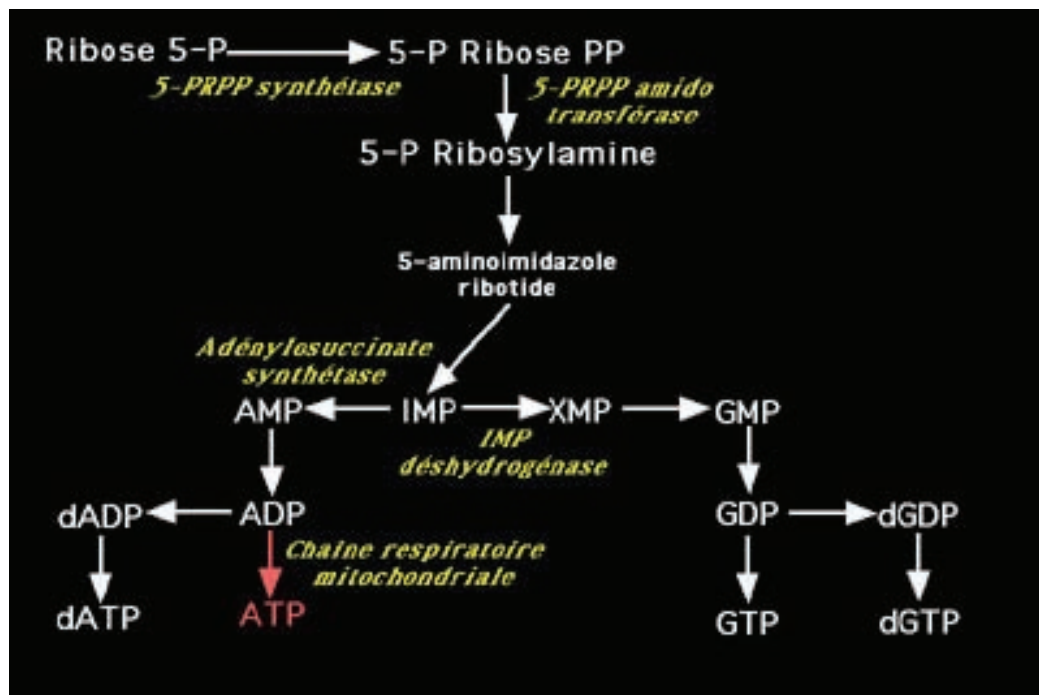 Ribose 5-P 5-P Ribose PP
5-PRPP synthétase 5-PRPP amido
transférase
5-P Ribosylamine
5-aminoimidazole
ribotide
Adénylosuccinate
synthétase
AMP IMP XMP GMP
IMP
déshydrogénase
dADP ADP GDP dGDP
Chaine respiratoire
mitochondriale
dATP ATP GTP dGTP